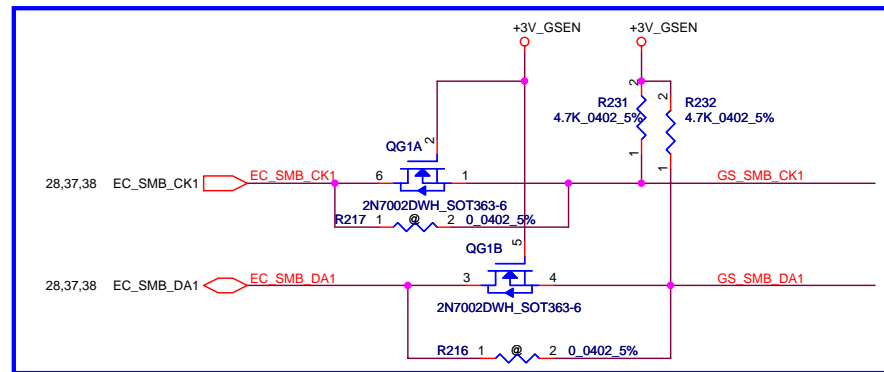 +3V_GSEN +3V_GSEN
2 2
R231 R232
4.7K_0402_5% 4.7K_0402_5%
QG1A 2
1 1
28,37,38 EC_SMB_CK1 EC_SMB_CK1 6 1 GS_SMB_CK1
2N7002DWH_SOT363-6
R217 1 @ 2 0_0402_5%
QG1B 5
28,37,38 EC_SMB_DA1 EC_SMB_DA1 3 4 GS_SMB_DA1
2N7002DWH_SOT363-6
R216 1 @ 2 0_0402_5%